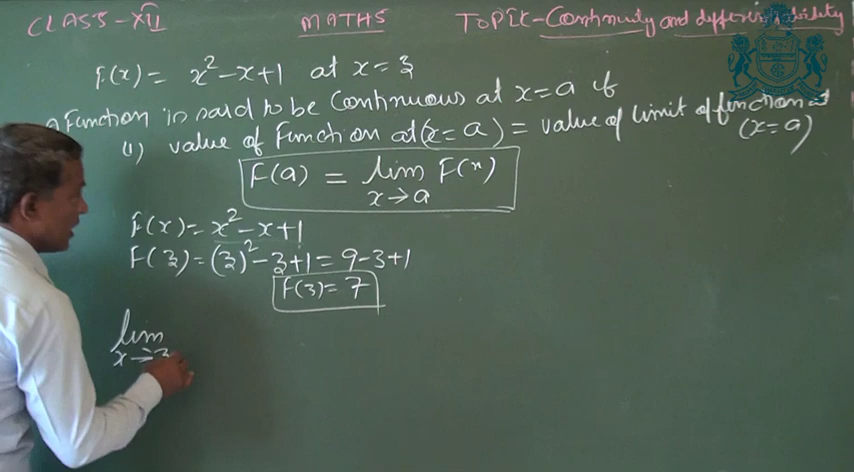 CLASS-XII MATHS TOPIC-Continuity and differentiability
F(x) = x² - x + 1 at x = 3
a Function is said to be Continuous at x = a if
(1) value of Function at (x = a) = value of limit of function at (x = a)
F(a) = lim F(x)
x → a
F(x) = x² - x + 1
F(3) = (3)² - 3 + 1 = 9 - 3 + 1
F(3) = 7
lim
x → 3